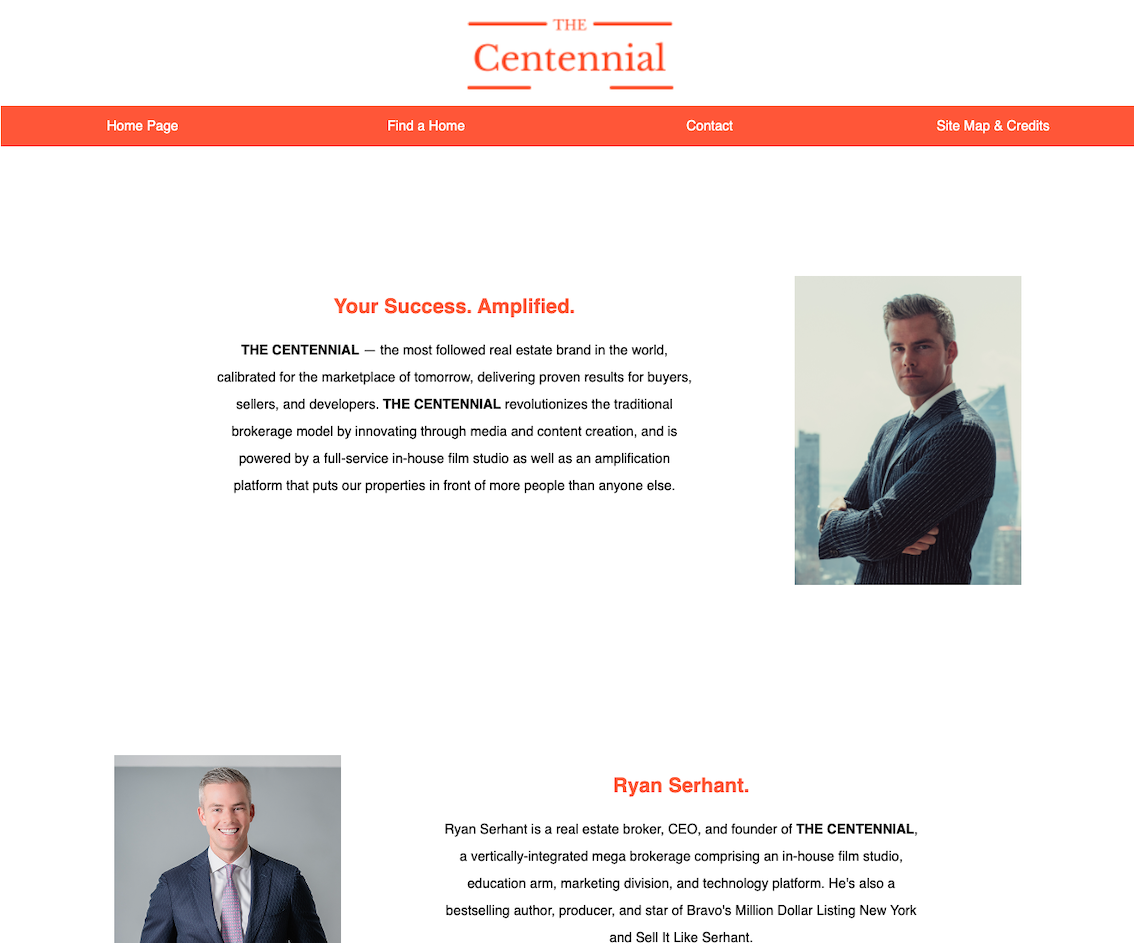 THE
Centennial
Home Page Find a Home Contact Site Map & Credits
Your Success. Amplified.
THE CENTENNIAL — the most followed real estate brand in the world,
calibrated for the marketplace of tomorrow, delivering proven results for buyers,
sellers, and developers. THE CENTENNIAL revolutionizes the traditional
brokerage model by innovating through media and content creation, and is
powered by a full-service in-house film studio as well as an amplification
platform that puts our properties in front of more people than anyone else.
Ryan Serhant.
Ryan Serhant is a real estate broker, CEO, and founder of THE CENTENNIAL,
a vertically-integrated mega brokerage comprising an in-house film studio,
education arm, marketing division, and technology platform. He's also a
bestselling author, producer, and star of Bravo's Million Dollar Listing New York
and Sell It Like Serhant.